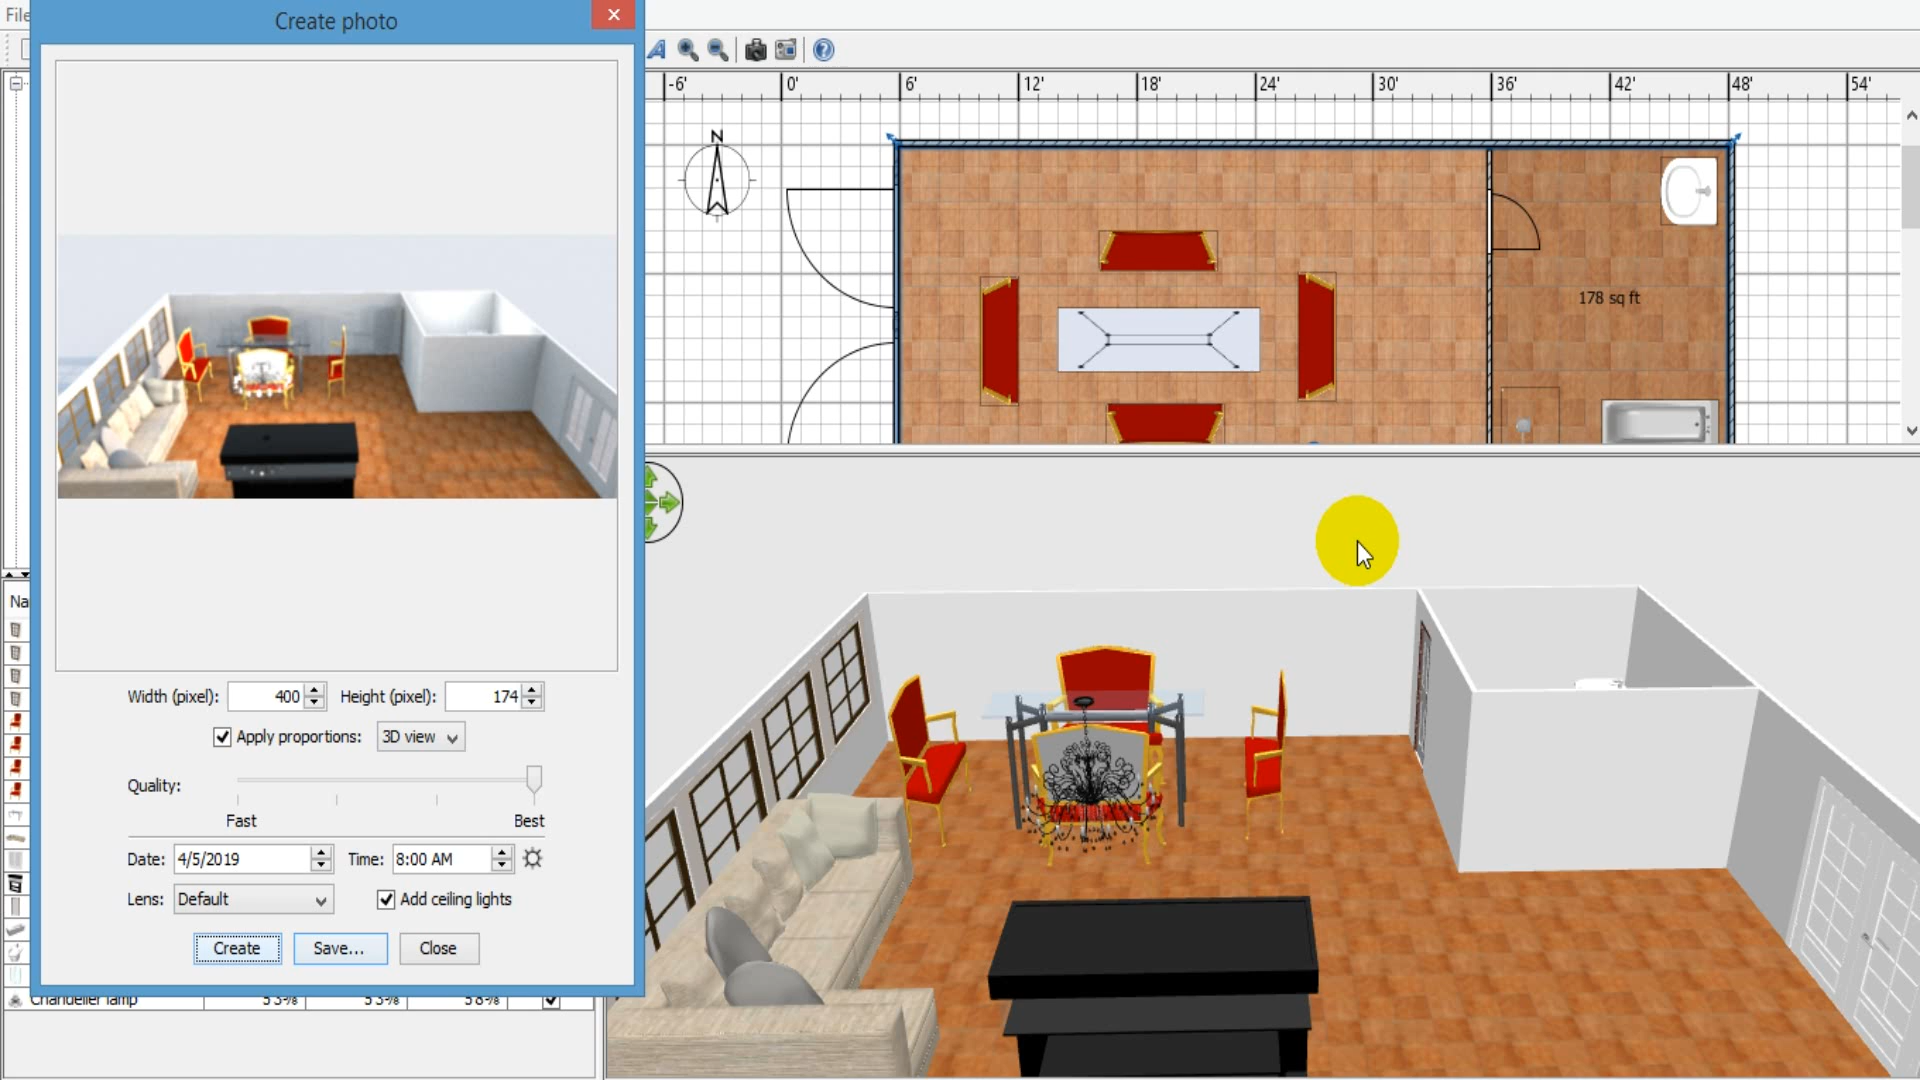 File
Create photo
-6'
0'
6'
12'
18'
24'
30'
36'
42'
48'
54'
N
178 sq ft
Na
Width (pixel): 400 Height (pixel): 174
Apply proportions: 3D view
Quality:
Fast Best
Date: 4/5/2019 Time: 8:00 AM
Lens: Default Add ceiling lights
Create Save... Close
Chandelier lamp